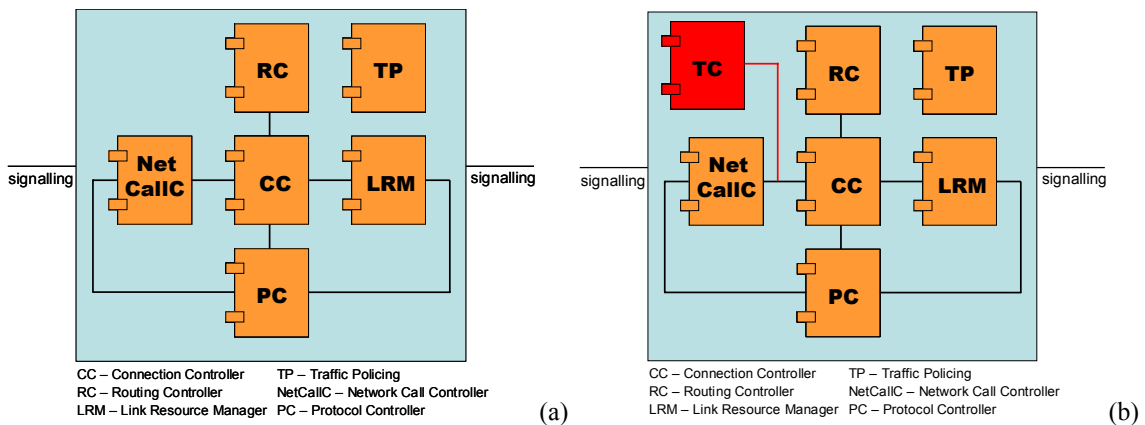 RC
TP
Net
CallC
CC
LRM
PC
signalling
signalling
CC – Connection Controller
TP – Traffic Policing
RC – Routing Controller
NetCallC – Network Call Controller
LRM – Link Resource Manager
PC – Protocol Controller
(a)
TC
RC
TP
Net
CallC
CC
LRM
PC
signalling
signalling
CC – Connection Controller
TP – Traffic Policing
RC – Routing Controller
NetCallC – Network Call Controller
LRM – Link Resource Manager
PC – Protocol Controller
(b)